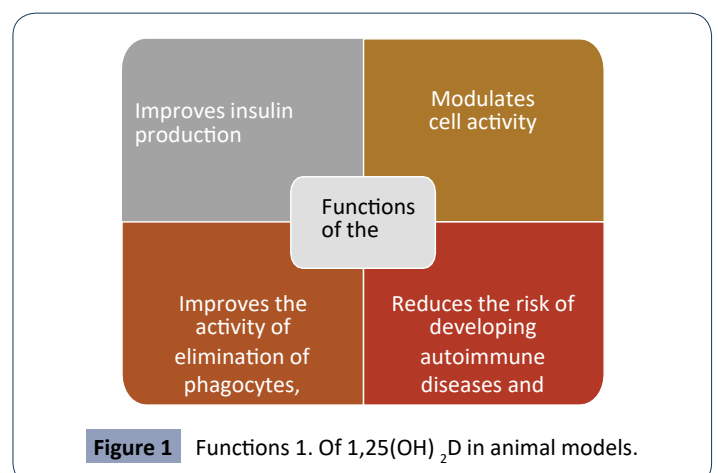 Improves insulin
production
Modulates
cell activity
Functions
of the
Improves the
activity of
elimination of
phagocytes,
Reduces the risk of
developing
autoimmune
diseases and
Figure 1 Functions 1. Of 1,25(OH) ₂D in animal models.